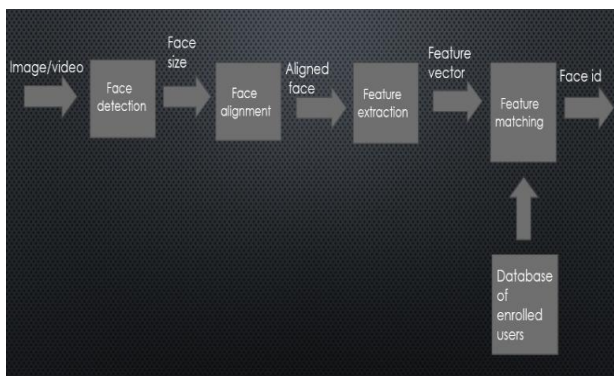 Image/video
Face
detection
Face
size
Face
alignment
Aligned
face
Feature
extraction
Feature
vector
Feature
matching
Face id
Database
of
enrolled
users